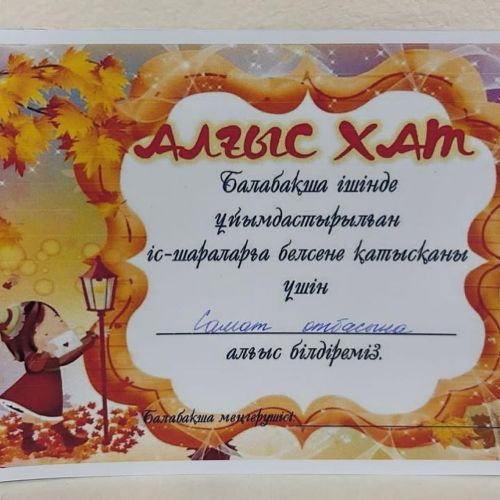 АЛҒЫС ХАТ
Балабақша ішінде
ұйымдастырылған
іс-шараларға белсене қатысқаны
үшін
Самат отбасына
алғыс білдіреміз.
Балабақша меңгерушісі: